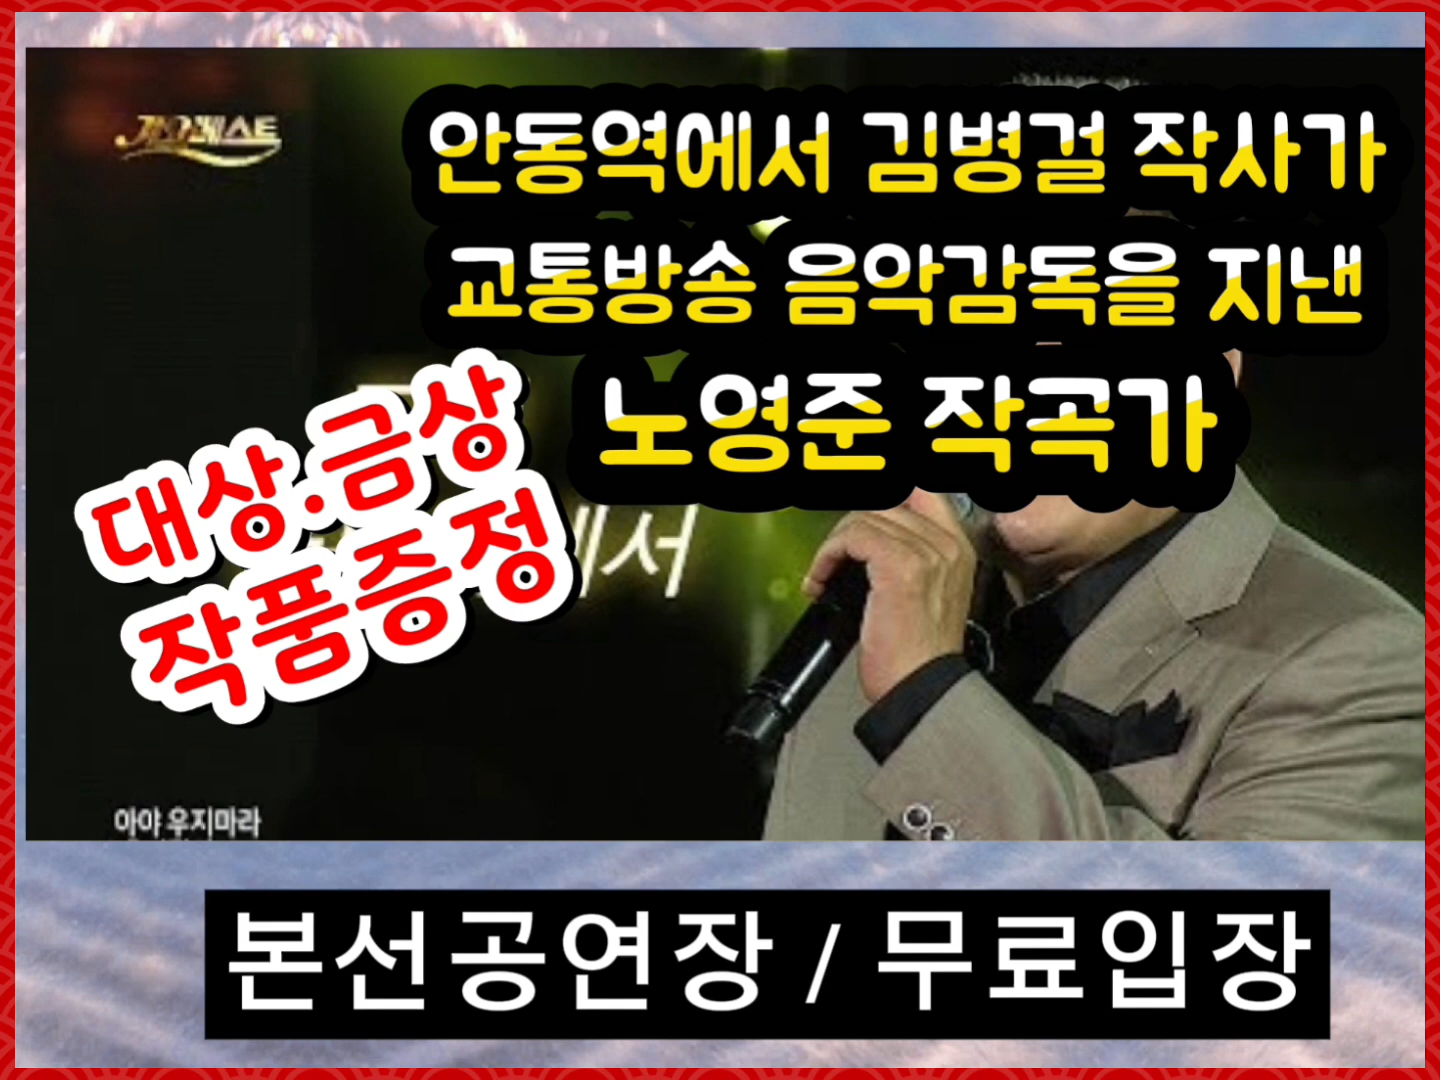 가요베스트
안동역에서 김병걸 작사가
교통방송 음악감독을 지낸
노영준 작곡가
대상.금상
작품증정
에서
아야 우지마라
본선공연장 / 무료입장